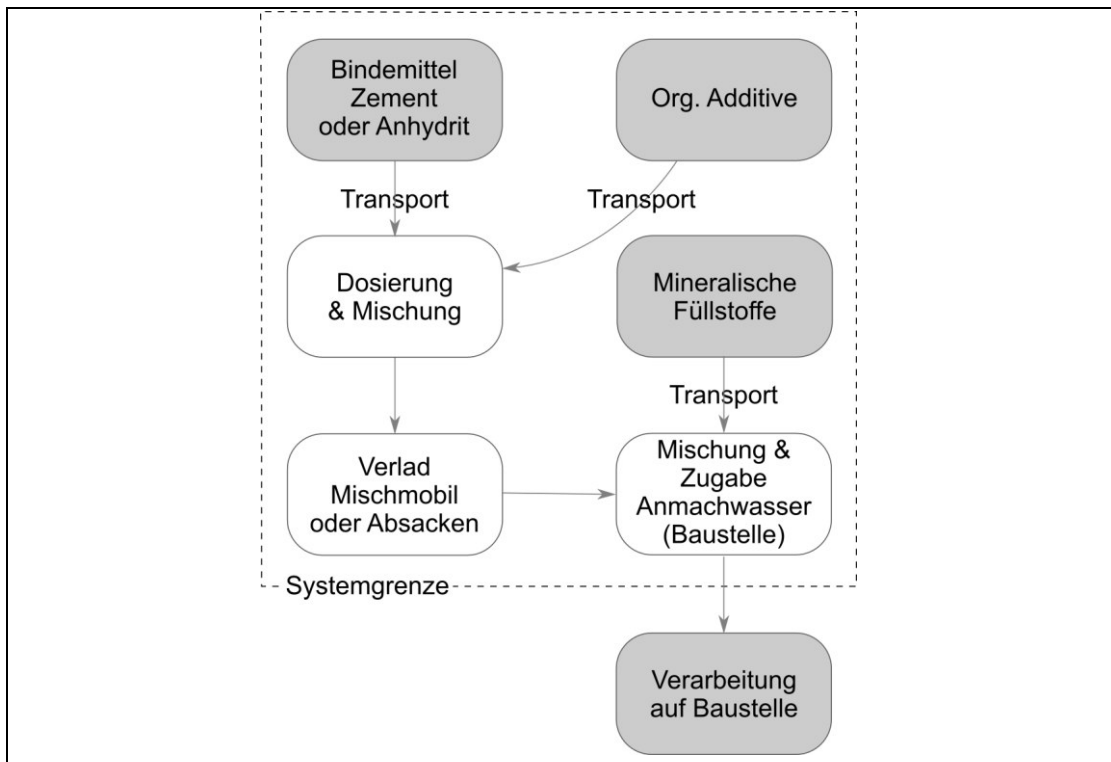 Bindemittel
Zement
oder Anhydrit
Org. Additive
Transport
Transport
Dosierung
& Mischung
Mineralische
Füllstoffe
Transport
Verlad
Mischmobil
oder Absacken
Mischung &
Zugabe
Anmachwasser
(Baustelle)
Systemgrenze
Verarbeitung
auf Baustelle